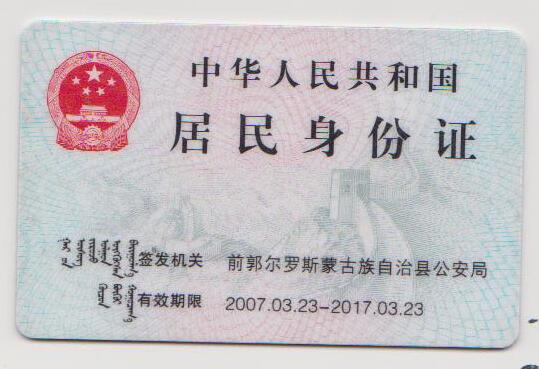 中华人民共和国
居民身份证
签发机关 前郭尔罗斯蒙古族自治县公安局
有效期限 2007.03.23-2017.03.23